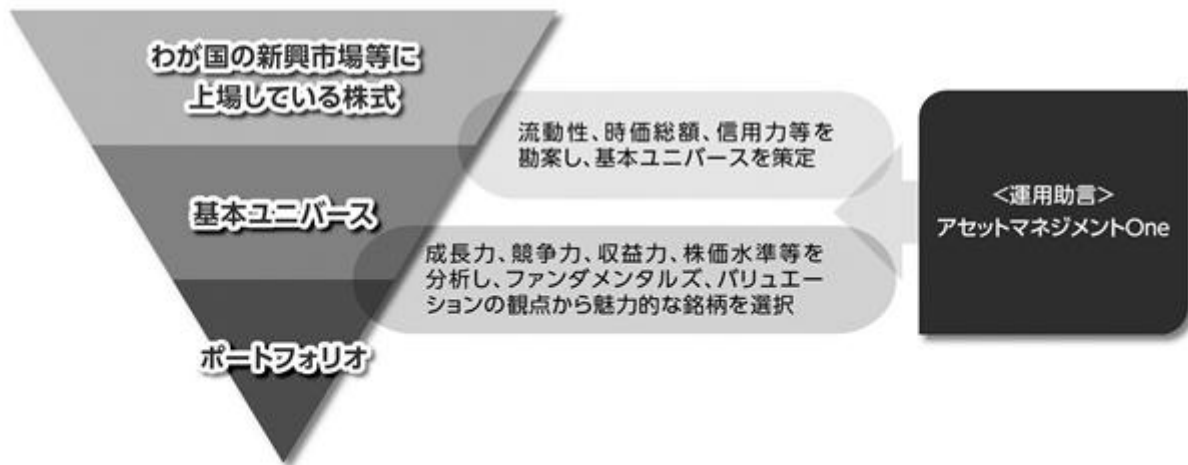 わが国の新興市場等に
上場している株式
流動性、時価総額、信用力等を
勘案し、基本ユニバースを策定
基本ユニバース
成長力、競争力、収益力、株価水準等を
分析し、ファンダメンタルズ、バリュエー
ションの観点から魅力的な銘柄を選択
ポートフォリオ
＜運用助言＞
アセットマネジメントOne